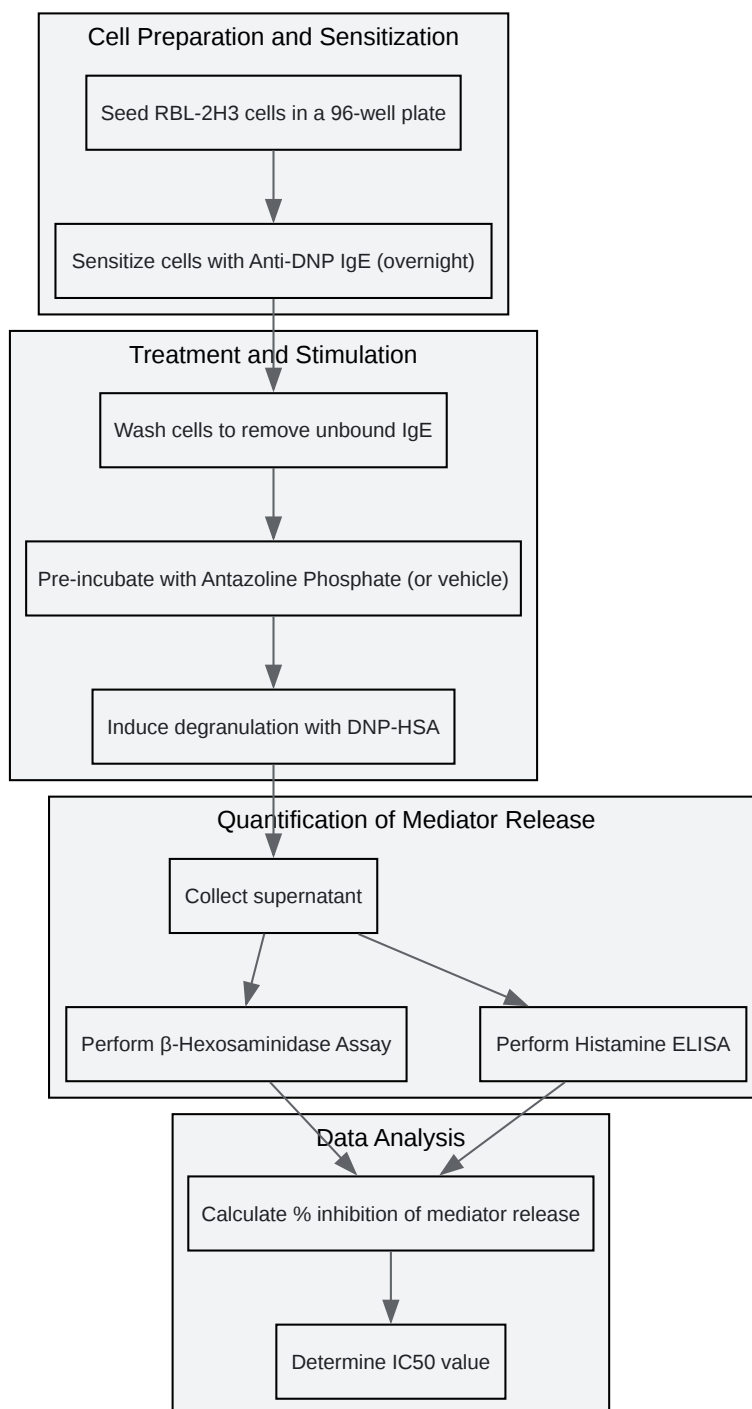 Cell Preparation and Sensitization
Seed RBL-2H3 cells in a 96-well plate
Sensitize cells with Anti-DNP IgE (overnight)
Treatment and Stimulation
Wash cells to remove unbound IgE
Pre-incubate with Antazoline Phosphate (or vehicle)
Induce degranulation with DNP-HSA
Quantification of Mediator Release
Collect supernatant
Perform β-Hexosaminidase Assay
Perform Histamine ELISA
Data Analysis
Calculate % inhibition of mediator release
Determine IC50 value